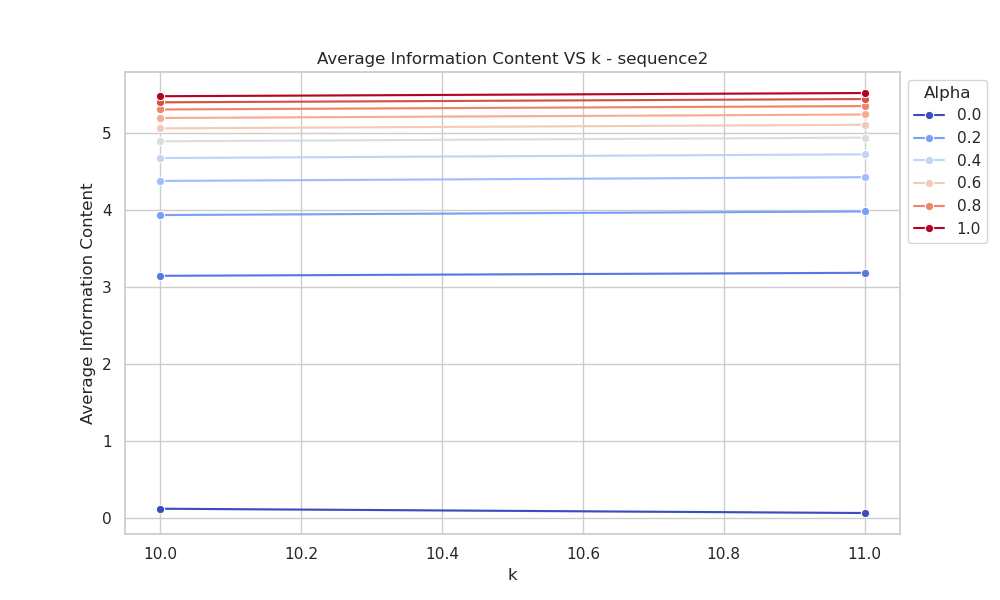 Average Information Content VS k - sequence2
Average Information Content
5
4
3
2
1
0
10.0 10.2 10.4 10.6 10.8 11.0
k
Alpha
0.0
0.2
0.4
0.6
0.8
1.0